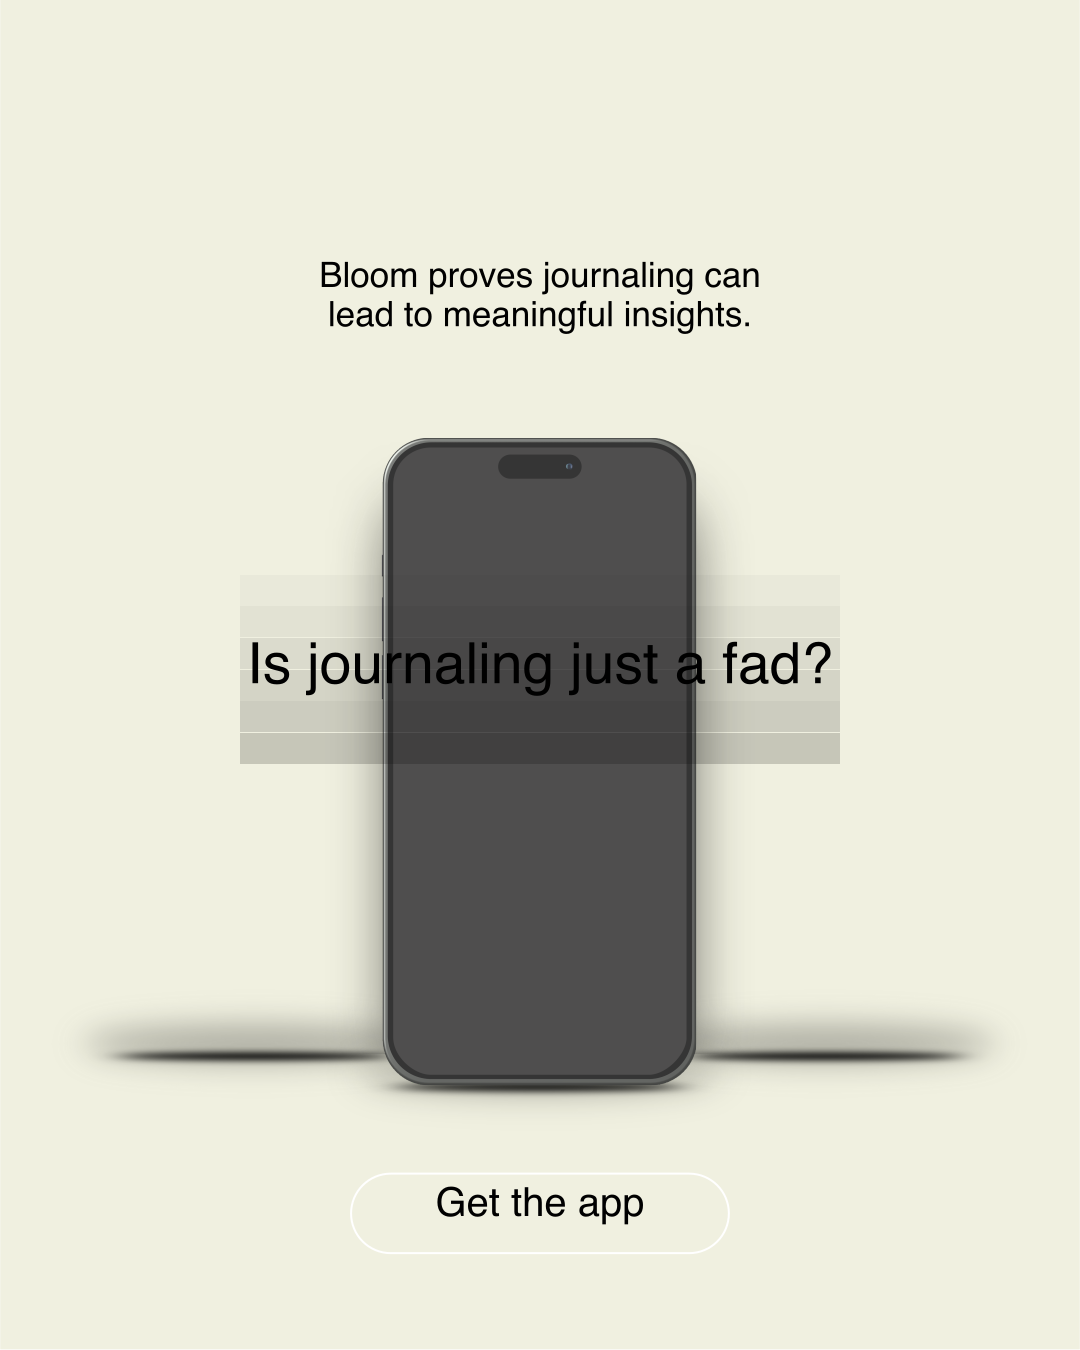 Bloom proves journaling can
lead to meaningful insights.
Is journaling just a fad?
Get the app